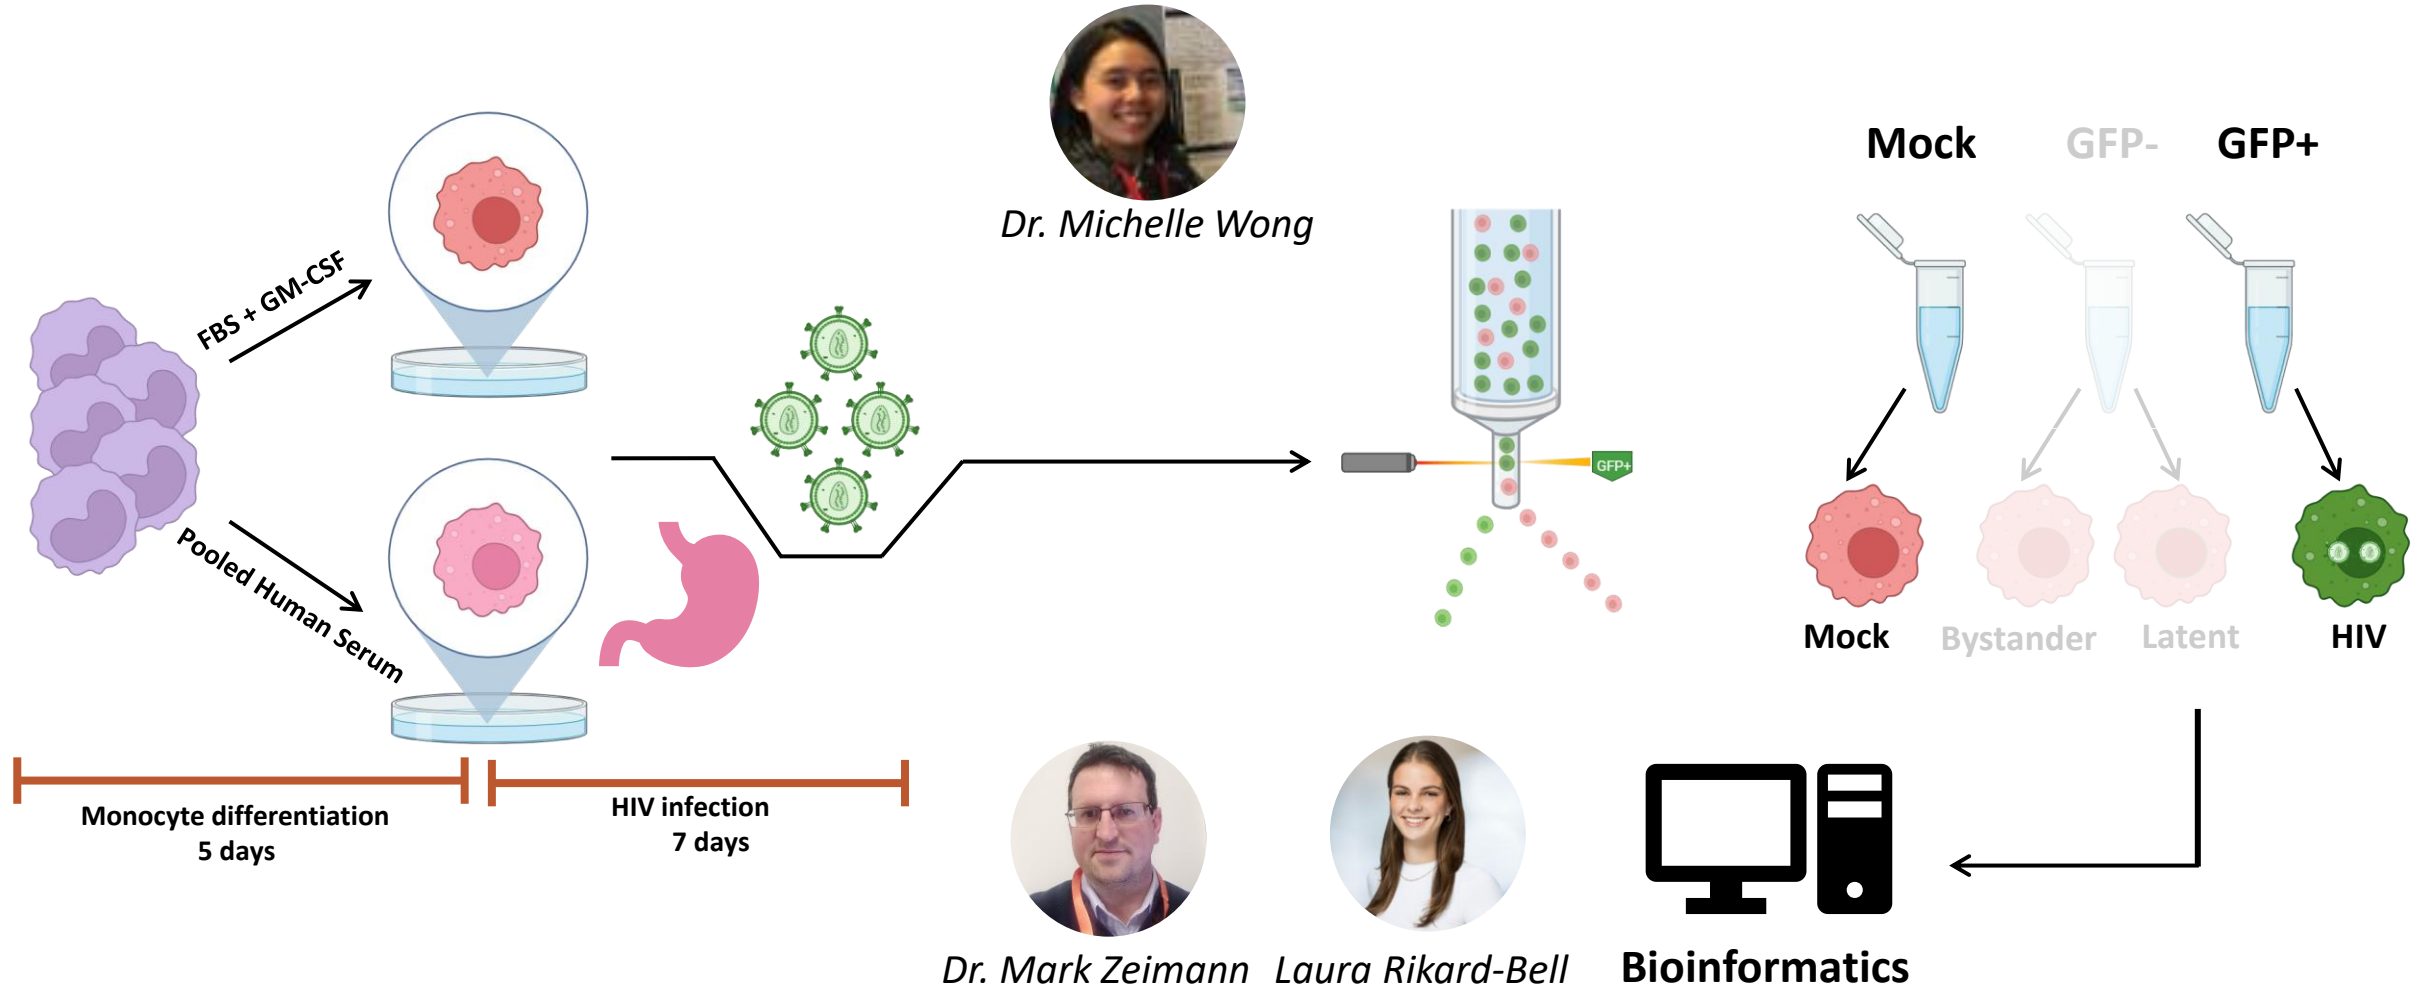 Dr. Michelle Wong
Mock
GFP-
GFP+
FBS + GM-CSF
Pooled Human Serum
GFP+
Mock
Bystander
Latent
HIV
Monocyte differentiation
5 days
HIV infection
7 days
Dr. Mark Zeimann
Laura Rikard-Bell
Bioinformatics